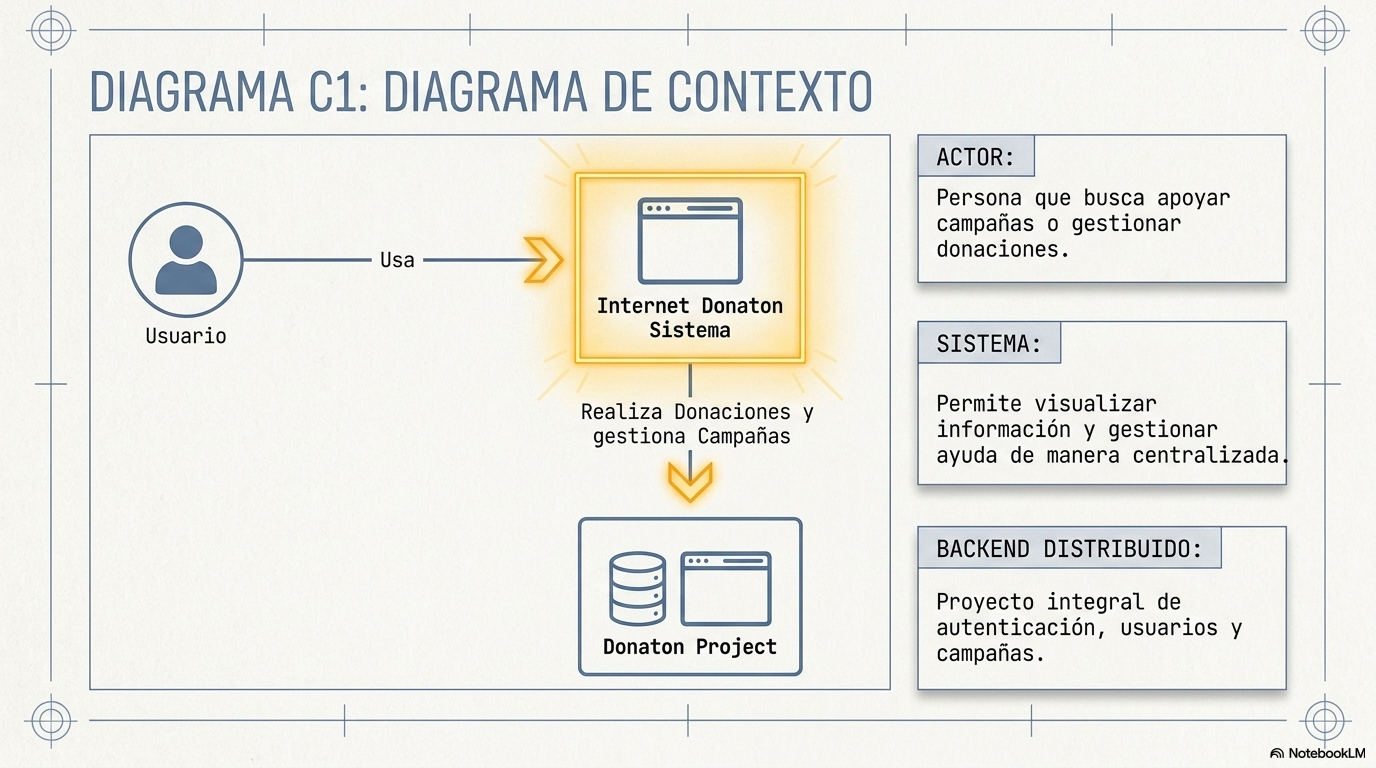 DIAGRAMA C1: DIAGRAMA DE CONTEXTO
Usuario
Usa
Internet Donaton
Sistema
Realiza Donaciones y
gestiona Campañas
Donaton Project
ACTOR:
Persona que busca apoyar
campañas o gestionar
donaciones.
SISTEMA:
Permite visualizar
información y gestionar
ayuda de manera centralizada.
BACKEND DISTRIBUIDO:
Proyecto integral de
autenticación, usuarios y
campañas.
NotebookLM